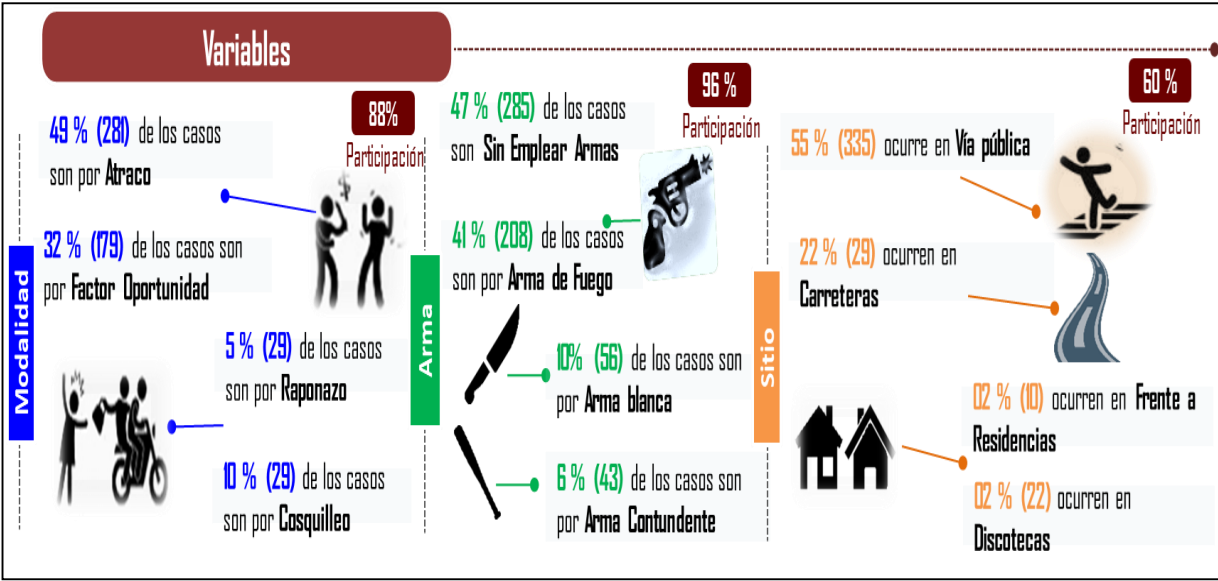 Variables
Modalidad
88%
Participación
49 % (281) de los casos
son por Atraco
32 % (179) de los casos son
por Factor Oportunidad
5 % (29) de los casos
son por Raponazo
10 % (29) de los casos
son por Cosquilleo
Arma
96 %
Participación
47 % (285) de los casos
son Sin Emplear Armas
41 % (208) de los casos
son por Arma de Fuego
10% (56) de los casos son
por Arma blanca
6 % (43) de los casos son
por Arma Contundente
Sitio
60 %
Participación
55 % (335) ocurre en Vía pública
22 % (29) ocurren en
Carreteras
02 % (10) ocurren en Frente a
Residencias
02 % (22) ocurren en
Discotecas